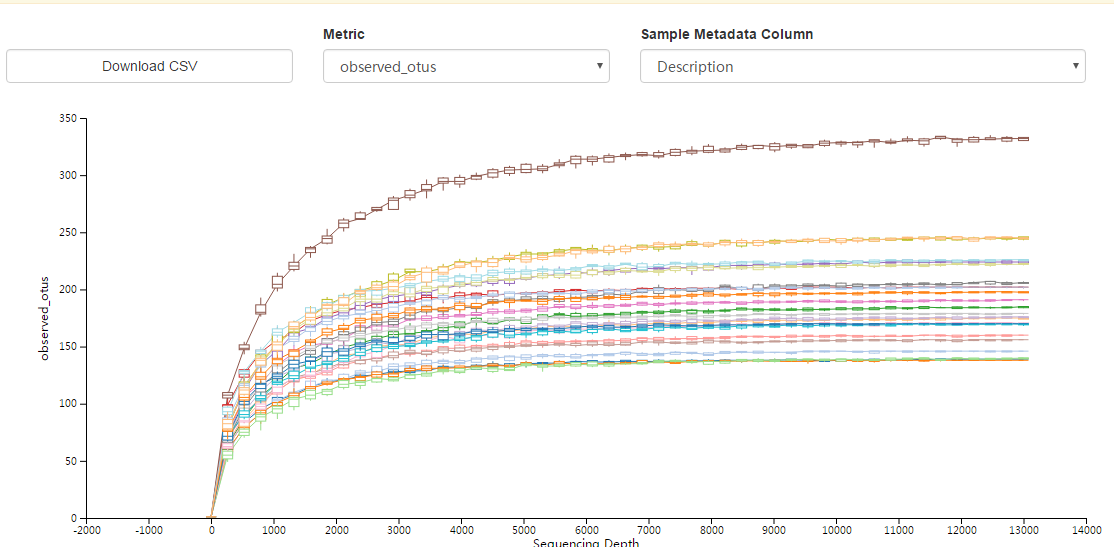 Metric
Sample Metadata Column
Download CSV
observed_otus
Description
350
300
250
200
150
100
50
0
observed_otus
-2000 -1000 0 1000 2000 3000 4000 5000 6000 7000 8000 9000 10000 11000 12000 13000 14000
Sequencing Depth